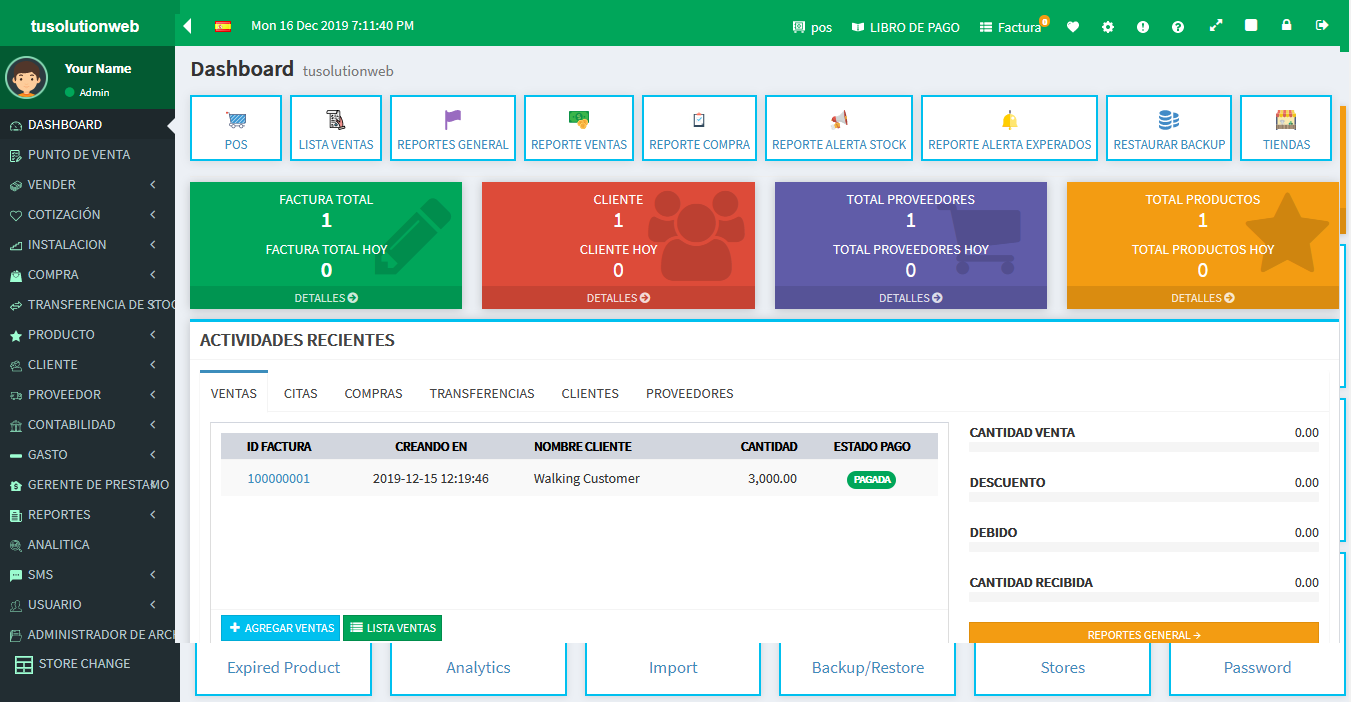 tusolutionweb
Mon 16 Dec 2019 7:11:40 PM
pos
LIBRO DE PAGO
Factura
0
Your Name
Admin
DASHBOARD
PUNTO DE VENTA
VENDER
COTIZACIÓN
INSTALACION
COMPRA
TRANSFERENCIA DE STOC
PRODUCTO
CLIENTE
PROVEEDOR
CONTABILIDAD
GASTO
GERENTE DE PRESTAMO
REPORTES
ANALITICA
SMS
USUARIO
ADMINISTRADOR DE ARCH
STORE CHANGE
Dashboard tusolutionweb
POS
LISTA VENTAS
REPORTES GENERAL
REPORTE VENTAS
REPORTE COMPRA
REPORTE ALERTA STOCK
REPORTE ALERTA EXPERADOS
RESTAURAR BACKUP
TIENDAS
FACTURA TOTAL
1
FACTURA TOTAL HOY
0
DETALLES
CLIENTE
1
CLIENTE HOY
0
DETALLES
TOTAL PROVEEDORES
1
TOTAL PROVEEDORES HOY
0
DETALLES
TOTAL PRODUCTOS
1
TOTAL PRODUCTOS HOY
0
DETALLES
ACTIVIDADES RECIENTES
VENTAS CITAS COMPRAS TRANSFERENCIAS CLIENTES PROVEEDORES
ID FACTURA CREANDO EN NOMBRE CLIENTE CANTIDAD ESTADO PAGO
100000001 2019-12-15 12:19:46 Walking Customer 3,000.00 PAGADA
AGREGAR VENTAS
LISTA VENTAS
CANTIDAD VENTA 0.00
DESCUENTO 0.00
DEBIDO 0.00
CANTIDAD RECIBIDA 0.00
REPORTES GENERAL
Expired Product
Analytics
Import
Backup/Restore
Stores
Password